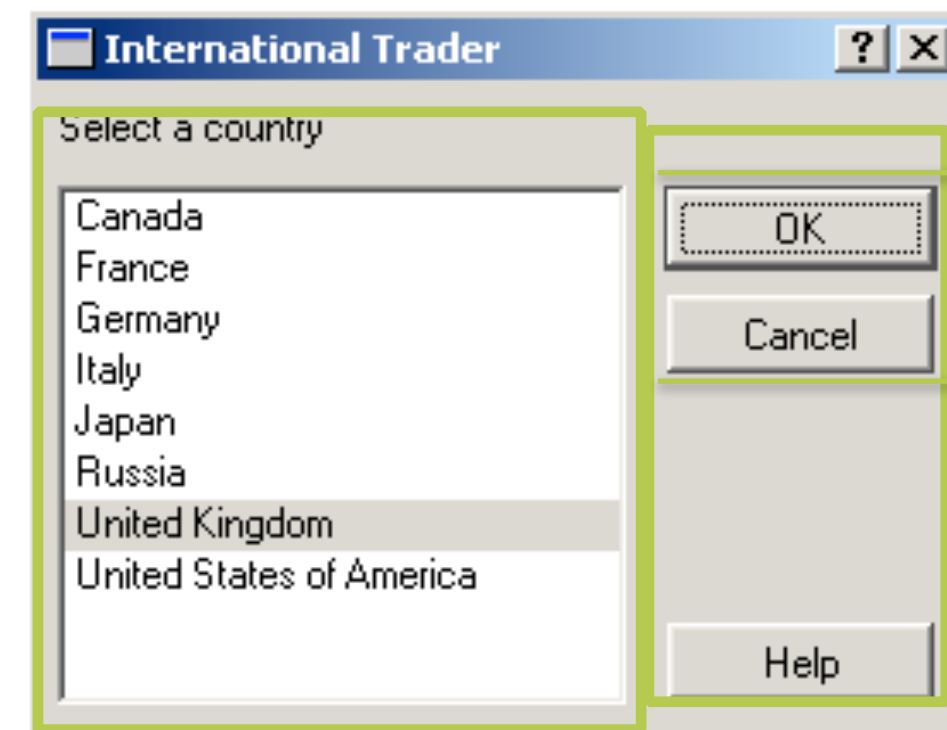 International Trader
Select a country
Canada
France
Germany
Italy
Japan
Russia
United Kingdom
United States of America
OK
Cancel
Help